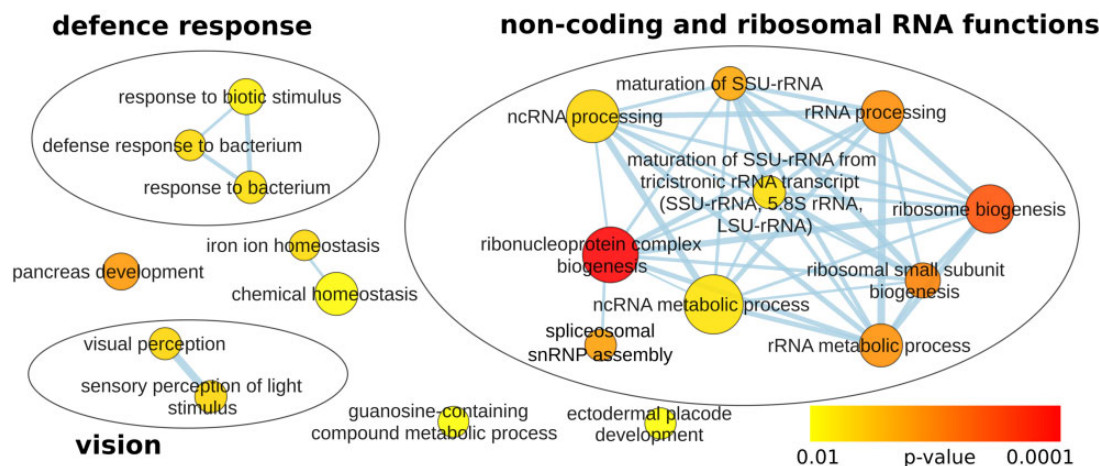 defence response
response to biotic stimulus
defense response to bacterium
response to bacterium
iron ion homeostasis
pancreas development
chemical homeostasis
visual perception
sensory perception of light
stimulus
vision
non-coding and ribosomal RNA functions
maturation of SSU-rRNA
ncRNA processing
rRNA processing
maturation of SSU-rRNA from
tricistronic rRNA transcript
(SSU-rRNA, 5.8S rRNA,
LSU-rRNA)
ribosome biogenesis
ribonucleoprotein complex
biogenesis
ribosomal small subunit
biogenesis
ncRNA metabolic process
spliceosomal
snRNP assembly
rRNA metabolic process
guanosine-containing
compound metabolic process
ectodermal placode
development
0.01 p-value 0.0001